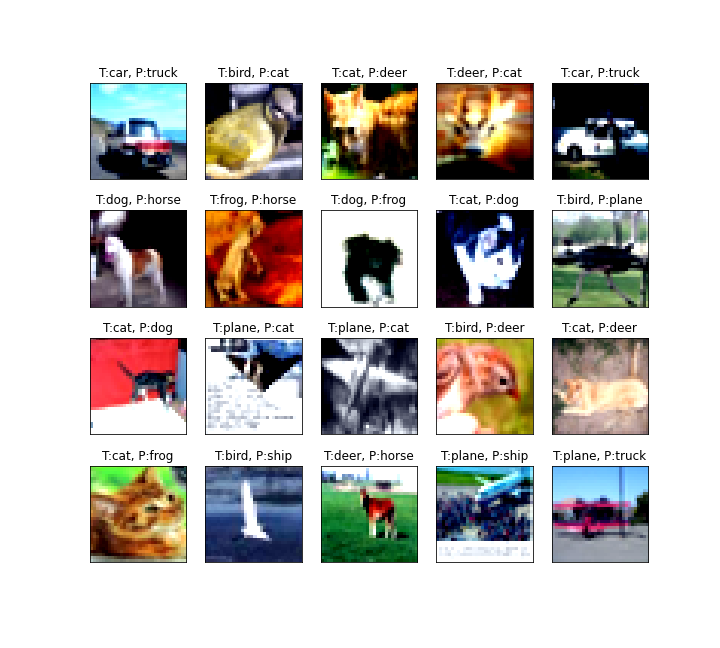 T:car, P:truck
T:bird, P:cat
T:cat, P:deer
T:deer, P:cat
T:car, P:truck
T:dog, P:horse
T:frog, P:horse
T:dog, P:frog
T:cat, P:dog
T:bird, P:plane
T:cat, P:dog
T:plane, P:cat
T:plane, P:cat
T:bird, P:deer
T:cat, P:deer
T:cat, P:frog
T:bird, P:ship
T:deer, P:horse
T:plane, P:ship
T:plane, P:truck